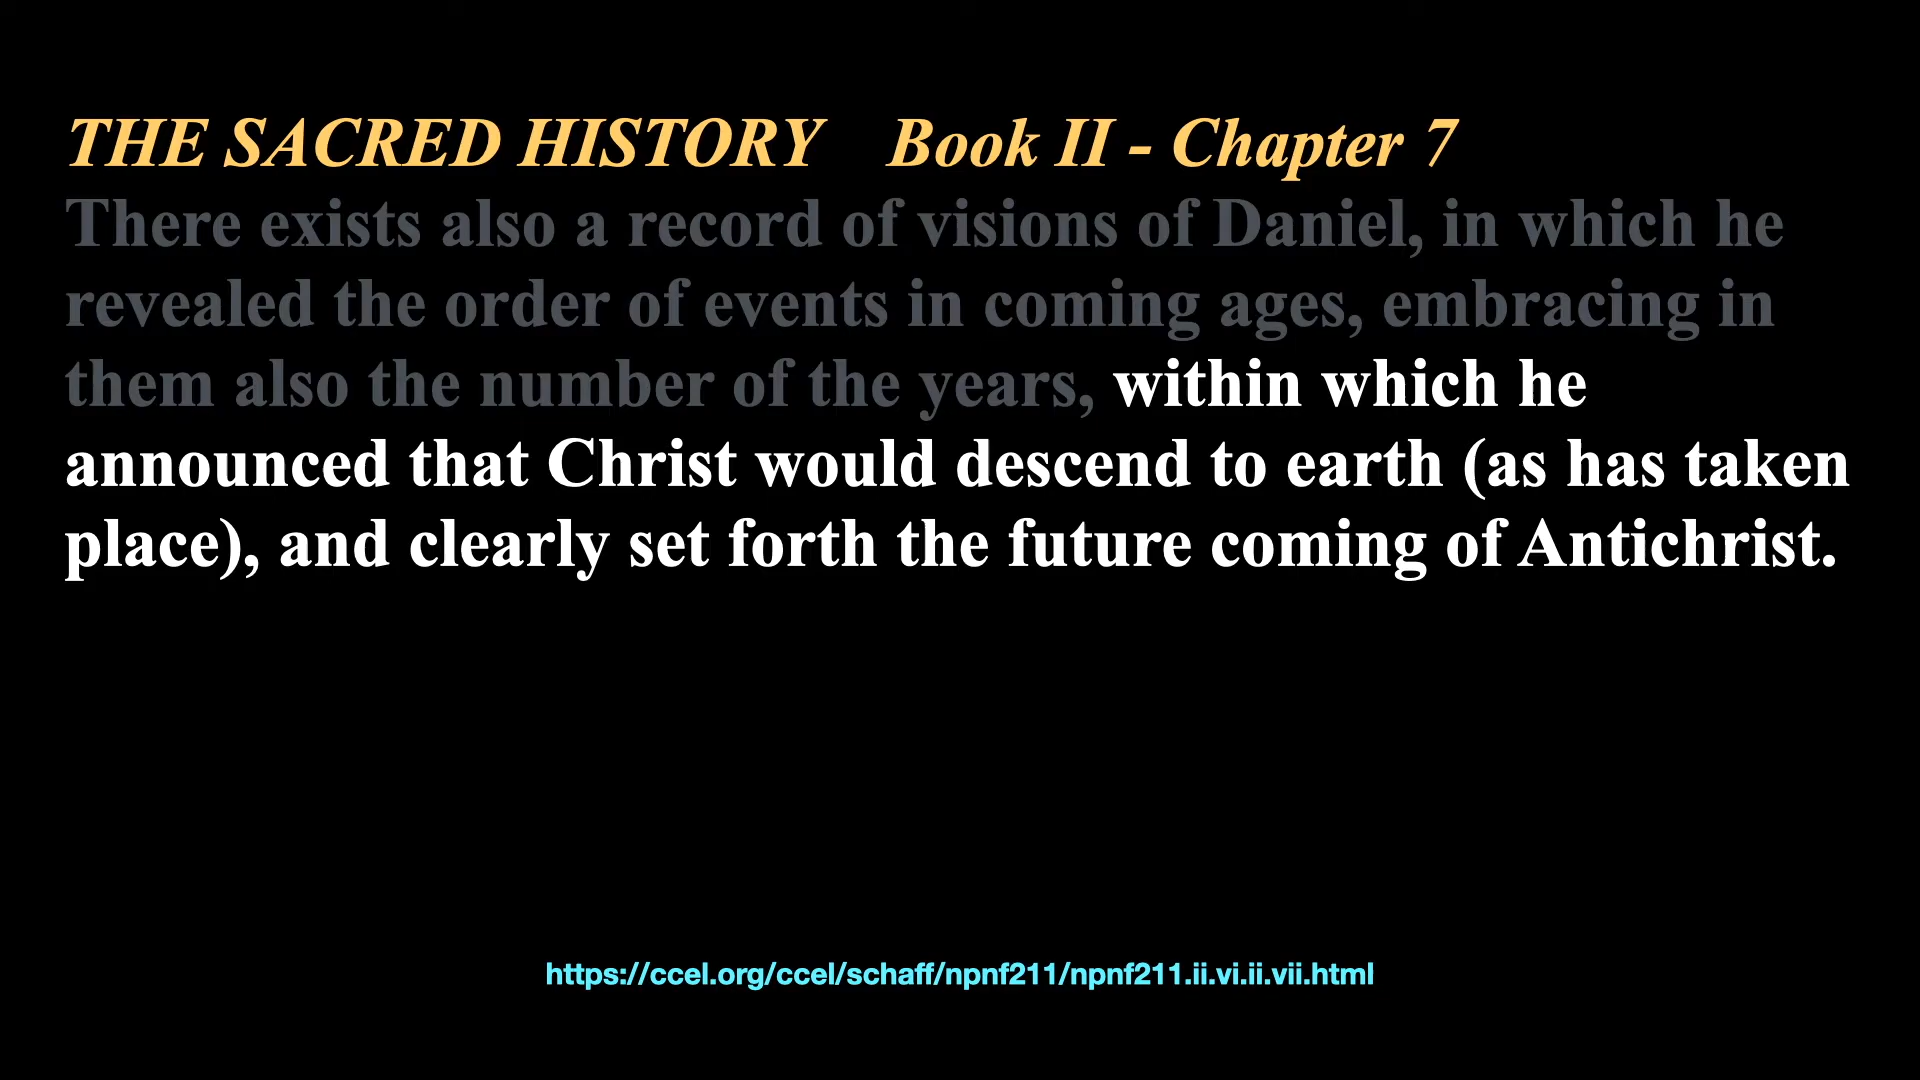 THE SACRED HISTORY Book II - Chapter 7
There exists also a record of visions of Daniel, in which he
revealed the order of events in coming ages, embracing in
them also the number of the years, within which he
announced that Christ would descend to earth (as has taken
place), and clearly set forth the future coming of Antichrist.
https://ccel.org/ccel/schaff/npnf211/npnf211.ii.vi.ii.vii.html